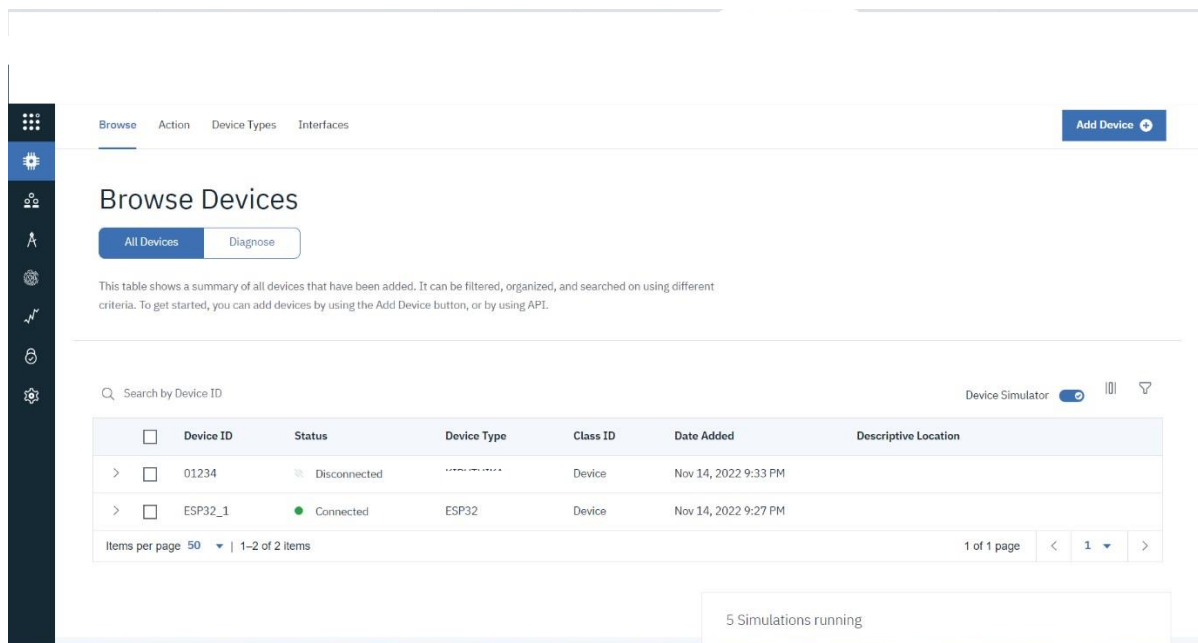 Browse Action Device Types Interfaces Add Device
Browse Devices
All Devices Diagnose
This table shows a summary of all devices that have been added. It can be filtered, organized, and searched on using different
criteria. To get started, you can add devices by using the Add Device button, or by using API.
Search by Device ID Device Simulator
Device ID Status Device Type Class ID Date Added Descriptive Location
01234 Disconnected Device Nov 14, 2022 9:33 PM
ESP32_1 Connected ESP32 Device Nov 14, 2022 9:27 PM
Items per page 50 | 1–2 of 2 items 1 of 1 page 1
5 Simulations running